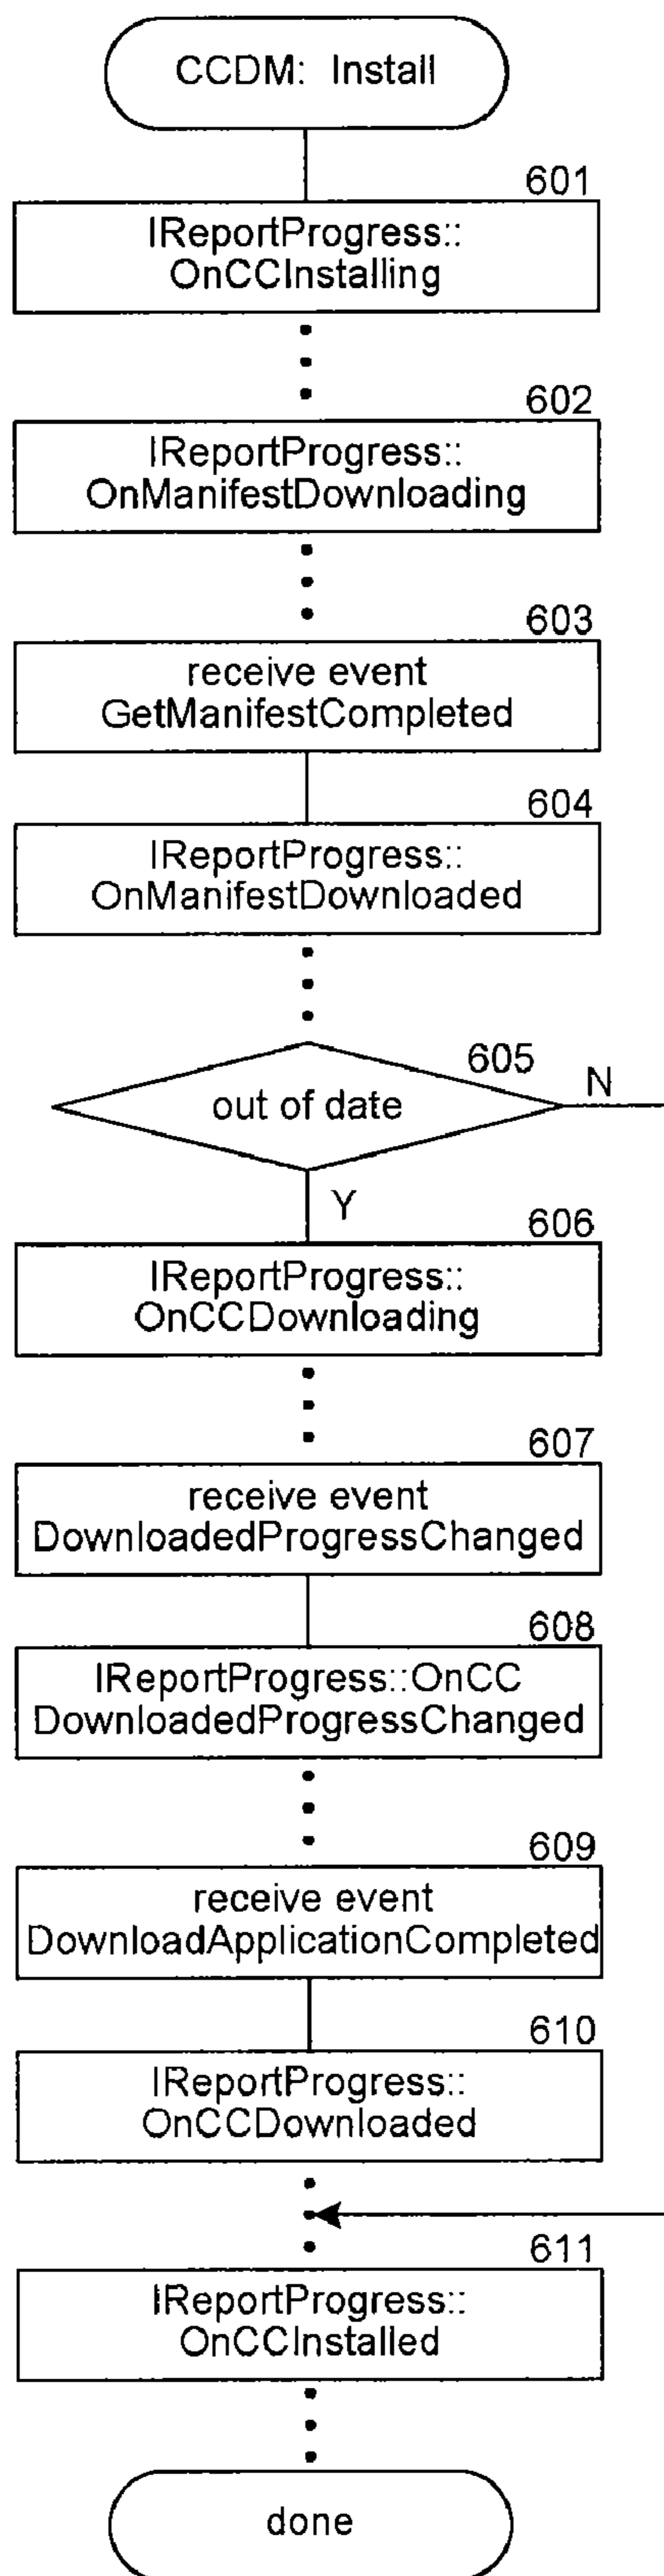 CCDM: Install
601
IReportProgress::
OnCCInstalling
602
IReportProgress::
OnManifestDownloading
603
receive event
GetManifestCompleted
604
IReportProgress::
OnManifestDownloaded
605
out of date
N
Y
606
IReportProgress::
OnCCDownloading
607
receive event
DownloadedProgressChanged
608
IReportProgress::OnCC
DownloadedProgressChanged
609
receive event
DownloadApplicationCompleted
610
IReportProgress::
OnCCDownloaded
611
IReportProgress::
OnCCInstalled
done